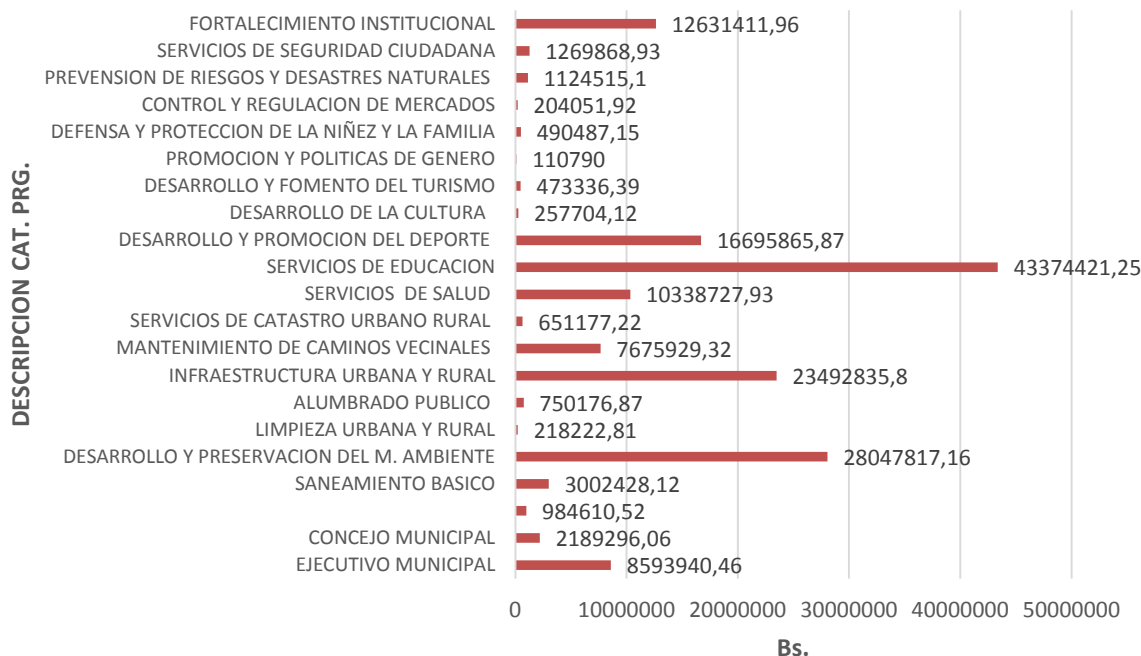 FORTALECIMIENTO INSTITUCIONAL 12631411,96
SERVICIOS DE SEGURIDAD CIUDADANA 1269868,93
PREVENSION DE RIESGOS Y DESASTRES NATURALES 1124515,1
CONTROL Y REGULACION DE MERCADOS 204051,92
DEFENSA Y PROTECCION DE LA NIÑEZ Y LA FAMILIA 490487,15
PROMOCION Y POLITICAS DE GENERO 110790
DESARROLLO Y FOMENTO DEL TURISMO 473336,39
DESARROLLO DE LA CULTURA 257704,12
DESARROLLO Y PROMOCION DEL DEPORTE 16695865,87
SERVICIOS DE EDUCACION 43374421,25
SERVICIOS DE SALUD 10338727,93
SERVICIOS DE CATASTRO URBANO RURAL 651177,22
MANTENIMIENTO DE CAMINOS VECINALES 7675929,32
INFRAESTRUCTURA URBANA Y RURAL 23492835,8
ALUMBRADO PUBLICO 750176,87
LIMPIEZA URBANA Y RURAL 218222,81
DESARROLLO Y PRESERVACION DEL M. AMBIENTE 28047817,16
SANEAMIENTO BASICO 3002428,12
984610,52
CONCEJO MUNICIPAL 2189296,06
EJECUTIVO MUNICIPAL 8593940,46
DESCRIPCION CAT. PRG.
0 10000000 20000000 30000000 40000000 50000000
Bs.